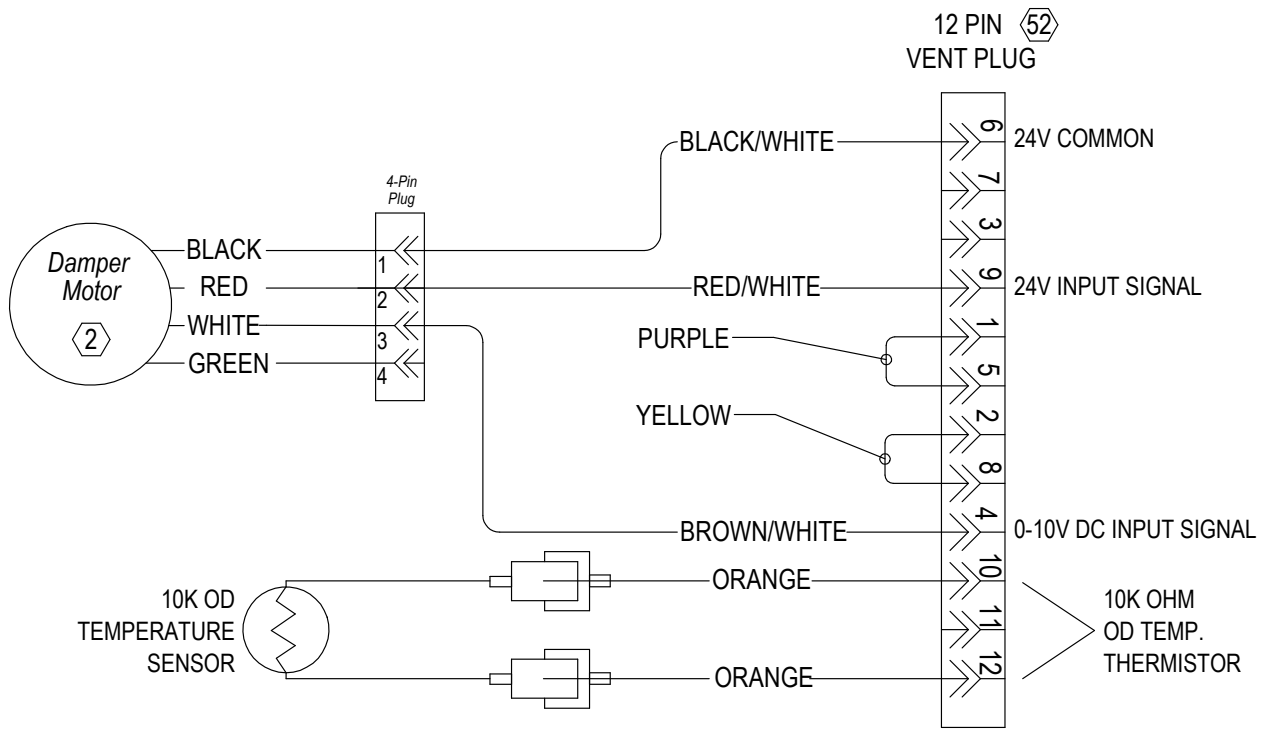 12 PIN 52
VENT PLUG
6 24V COMMON
BLACK/WHITE
7
4-Pin
Plug
3
BLACK
1
Damper
Motor
2
RED
2
RED/WHITE
9 24V INPUT SIGNAL
WHITE
3
PURPLE
1
GREEN
4
5
YELLOW
2
8
BROWN/WHITE
4 0-10V DC INPUT SIGNAL
ORANGE
10
10K OD
TEMPERATURE
SENSOR
11
10K OHM
OD TEMP.
THERMISTOR
ORANGE
12